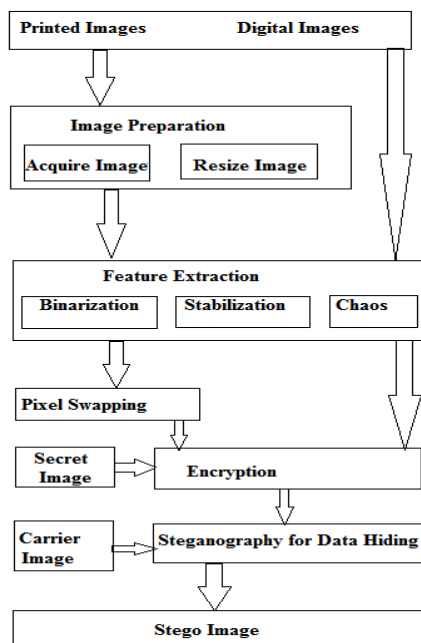 Printed Images Digital Images
Image Preparation
Acquire Image Resize Image
Feature Extraction
Binarization Stabilization Chaos
Pixel Swapping
Secret
Image
Encryption
Carrier
Image
Steganography for Data Hiding
Stego Image